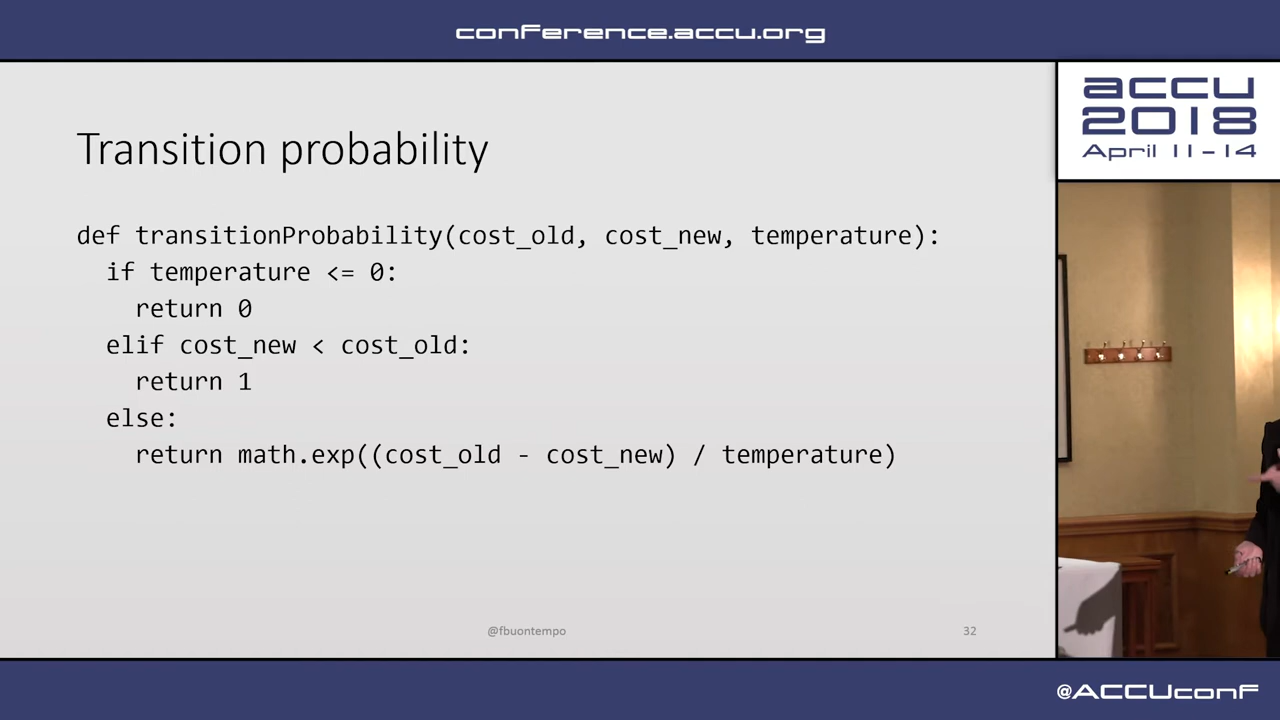 conference.accu.org
accu
2018
April 11-14
Transition probability
def transitionProbability(cost_old, cost_new, temperature):
  if temperature <= 0:
    return 0
  elif cost_new < cost_old:
    return 1
  else:
    return math.exp((cost_old - cost_new) / temperature)
@fbuontempo
32
@ACCUconf